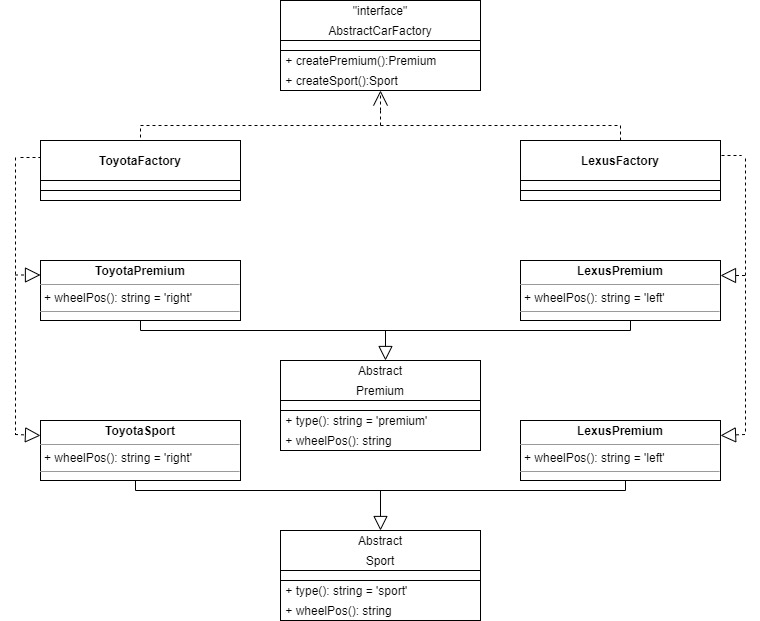 "interface"
AbstractCarFactory
+ createPremium():Premium
+ createSport():Sport
ToyotaFactory
LexusFactory
ToyotaPremium
+ wheelPos(): string = 'right'
LexusPremium
+ wheelPos(): string = 'left'
Abstract
Premium
+ type(): string = 'premium'
+ wheelPos(): string
ToyotaSport
+ wheelPos(): string = 'right'
LexusPremium
+ wheelPos(): string = 'left'
Abstract
Sport
+ type(): string = 'sport'
+ wheelPos(): string